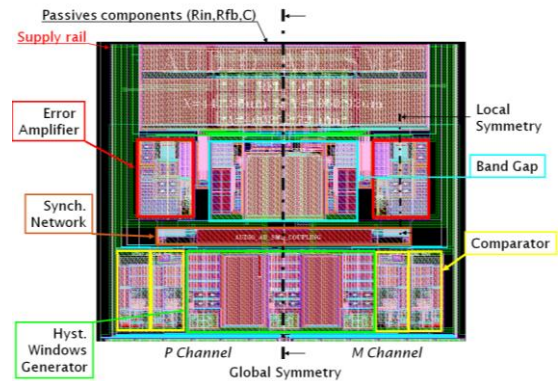 Passives components (Rin,Rfb,C)
Supply rail
Error
Amplifier
Local
Symmetry
Band Gap
Synch.
Network
Comparator
Hyst.
Windows
Generator
P Channel
M Channel
Global Symmetry